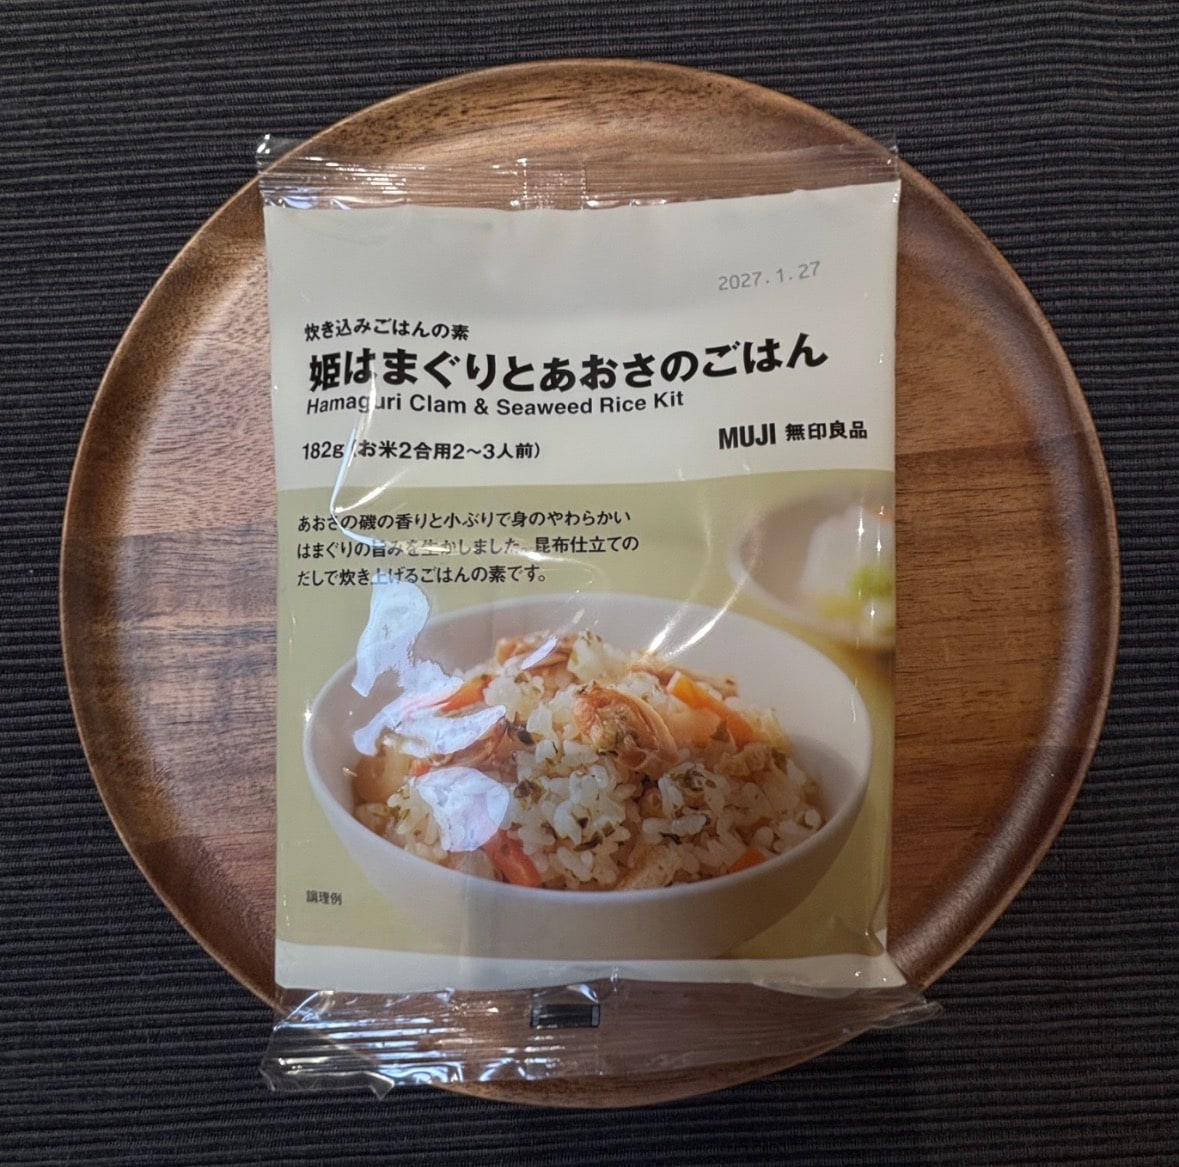 2027.1.27
炊き込みごはんの素
姫はまぐりとあおさのごはん
Hamaguri Clam & Seaweed Rice Kit
182g(お米2合用2~3人前)
MUJI 無印良品
あおさの磯の香りと小ぶりで身のやわらかい
はまぐりの旨みを生かしました。昆布仕立ての
だしで炊き上げるごはんの素です。
調理例